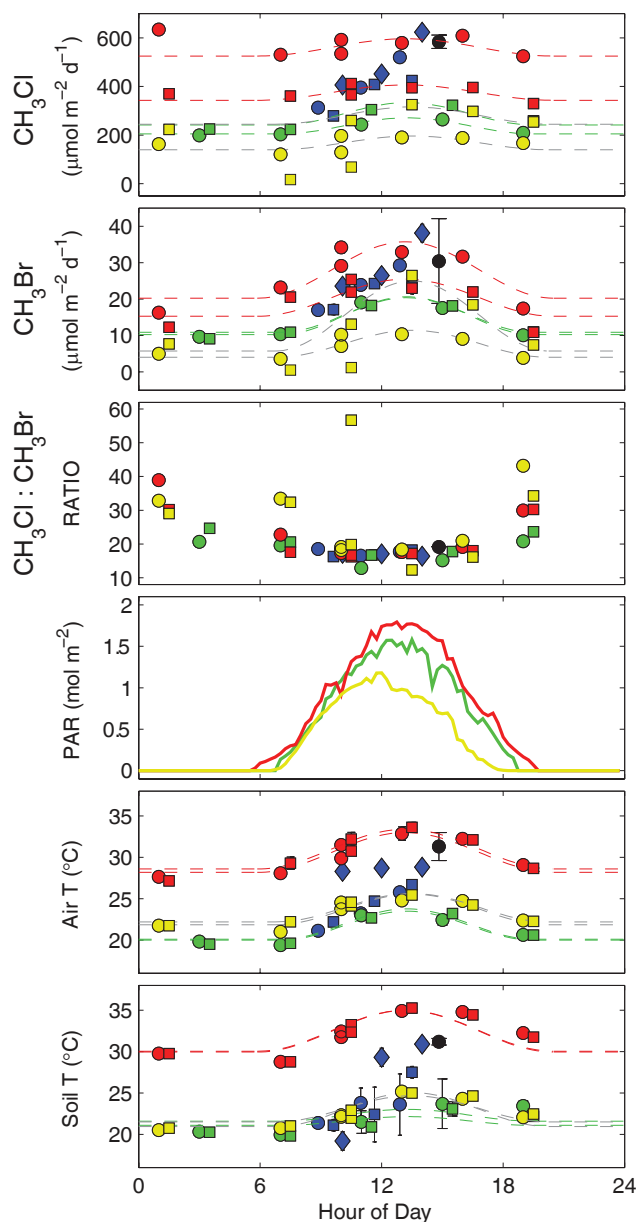 CH3Cl
(μmol m−2 d−1)
600
400
200
0
CH3Br
(μmol m−2 d−1)
40
30
20
10
0
CH3Cl : CH3Br
RATIO
60
50
40
30
20
10
PAR (mol m−2)
2
1.5
1
0.5
0
Air T (°C)
35
30
25
20
Soil T (°C)
35
30
25
20
0 6 12 18 24
Hour of Day